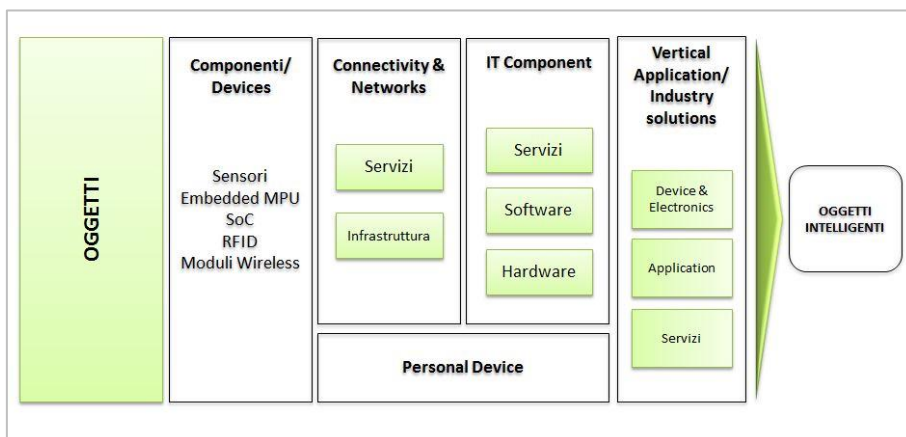 OGGETTI
Componenti/
Devices
Sensori
Embedded MPU
SoC
RFID
Moduli Wireless
Connectivity &
Networks
Servizi
Infrastruttura
IT Component
Servizi
Software
Hardware
Personal Device
Vertical
Application/
Industry
solutions
Device &
Electronics
Application
Servizi
OGGETTI
INTELLIGENTI